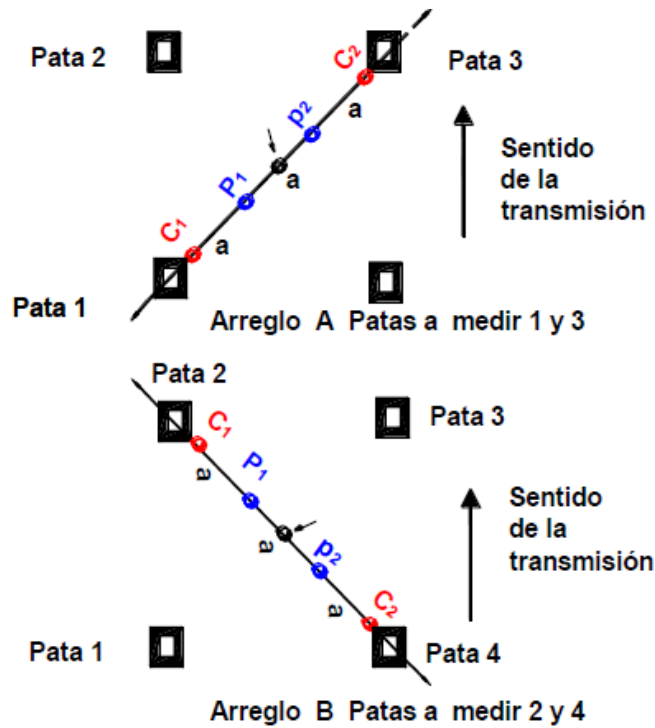 Pata 2
C₂
Pata 3
a
p₂
a
P₁
Sentido
de la
transmisión
C₁
a
Pata 1
Arreglo A Patas a medir 1 y 3
Pata 2
C₁
Pata 3
a
P₁
Sentido
de la
transmisión
a
p₂
a
C₂
Pata 1
Pata 4
Arreglo B Patas a medir 2 y 4